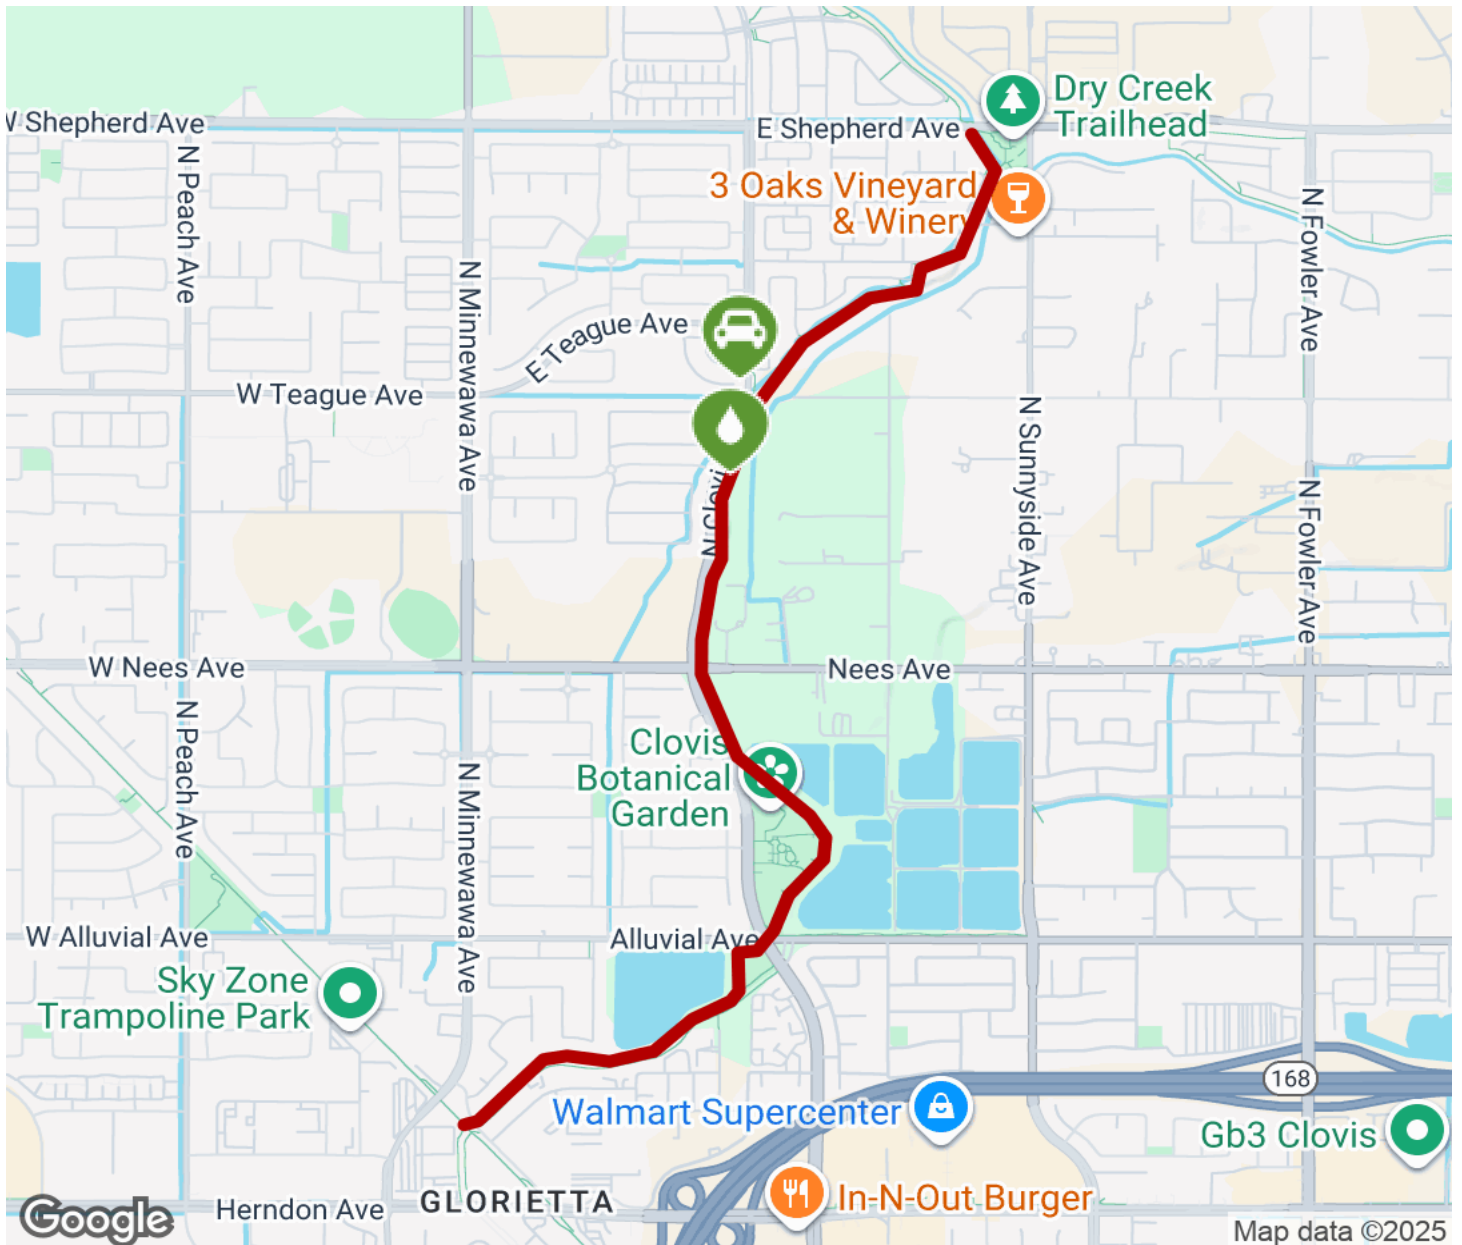 Dry Creek
Trailhead
W Shepherd Ave
E Shepherd Ave
N Peach Ave
3 Oaks Vineyard
& Winery
N Fowler Ave
N Minnewawa Ave
E Teague Ave
W Teague Ave
N Sunnyside Ave
N Clovis
N Fowler Ave
W Nees Ave
Nees Ave
N Peach Ave
Clovis
Botanical
Garden
N Minnewawa Ave
W Alluvial Ave
Alluvial Ave
Sky Zone
Trampoline Park
168
Walmart Supercenter
Gb3 Clovis
GLORIETTA
In-N-Out Burger
Herndon Ave
Google
Map data ©2025